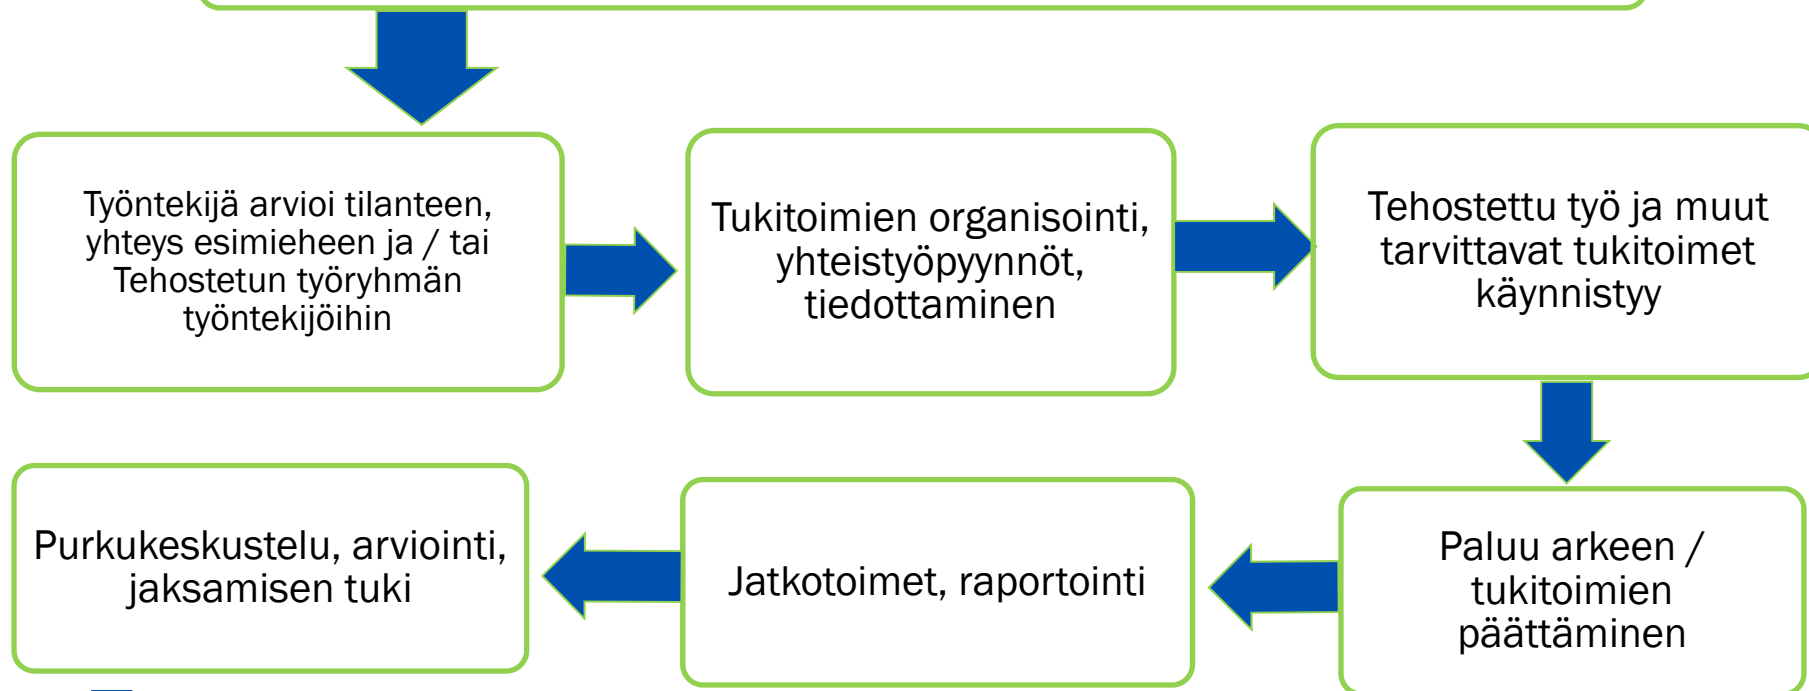 Työntekijä arvioi tilanteen,
yhteys esimieheen ja / tai
Tehostetun työryhmän
työntekijöihin
Tukitoimien organisointi,
yhteistyöpyynnöt,
tiedottaminen
Tehostettu työ ja muut
tarvittavat tukitoimet
käynnistyy
Paluu arkeen /
tukitoimien
päättäminen
Jatkotoimet, raportointi
Purkukeskustelu, arviointi,
jaksamisen tuki